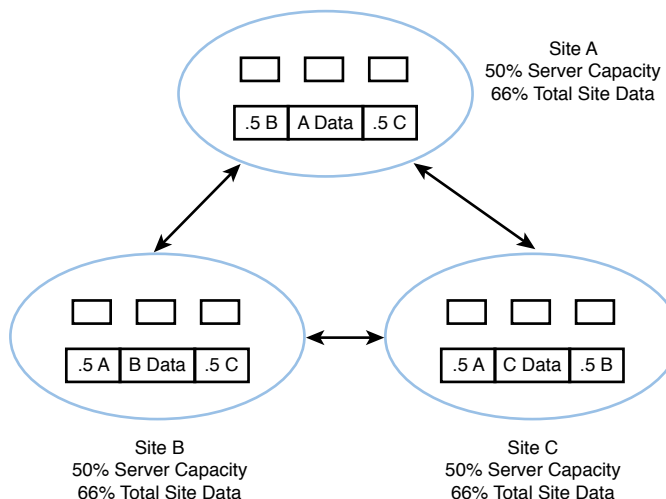 Site A
50% Server Capacity
66% Total Site Data
.5 B A Data .5 C
.5 A B Data .5 C
.5 A C Data .5 B
Site B
50% Server Capacity
66% Total Site Data
Site C
50% Server Capacity
66% Total Site Data